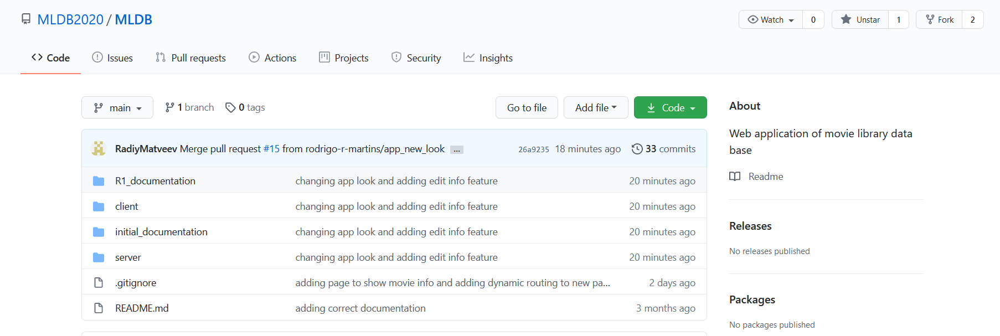 MLDB2020 / MLDB
Watch 0 Unstar 1 Fork 2
Code Issues Pull requests Actions Projects Security Insights
main 1 branch 0 tags Go to file Add file Code
RadiyMatveev Merge pull request #15 from rodrigo-r-martins/app_new_look ... 26a9235 18 minutes ago 33 commits
R1_documentation changing app look and adding edit info feature 20 minutes ago
client changing app look and adding edit info feature 20 minutes ago
initial_documentation changing app look and adding edit info feature 20 minutes ago
server changing app look and adding edit info feature 20 minutes ago
.gitignore adding page to show movie info and adding dynamic routing to new pa... 2 days ago
README.md adding correct documentation 3 months ago
About
Web application of movie library data
base
Readme
Releases
No releases published
Packages
No packages published